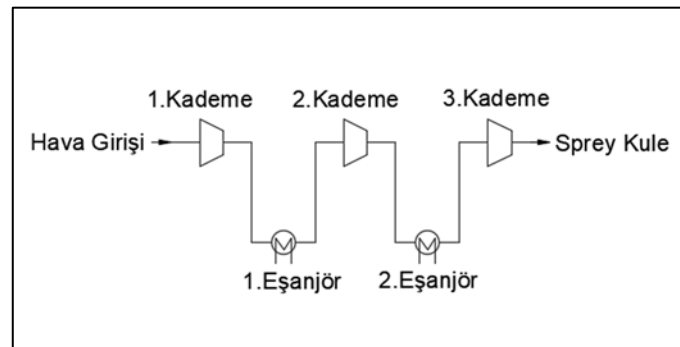 1.Kademe
2.Kademe
3.Kademe
Hava Girişi
Sprey Kule
1.Eşanjör
2.Eşanjör